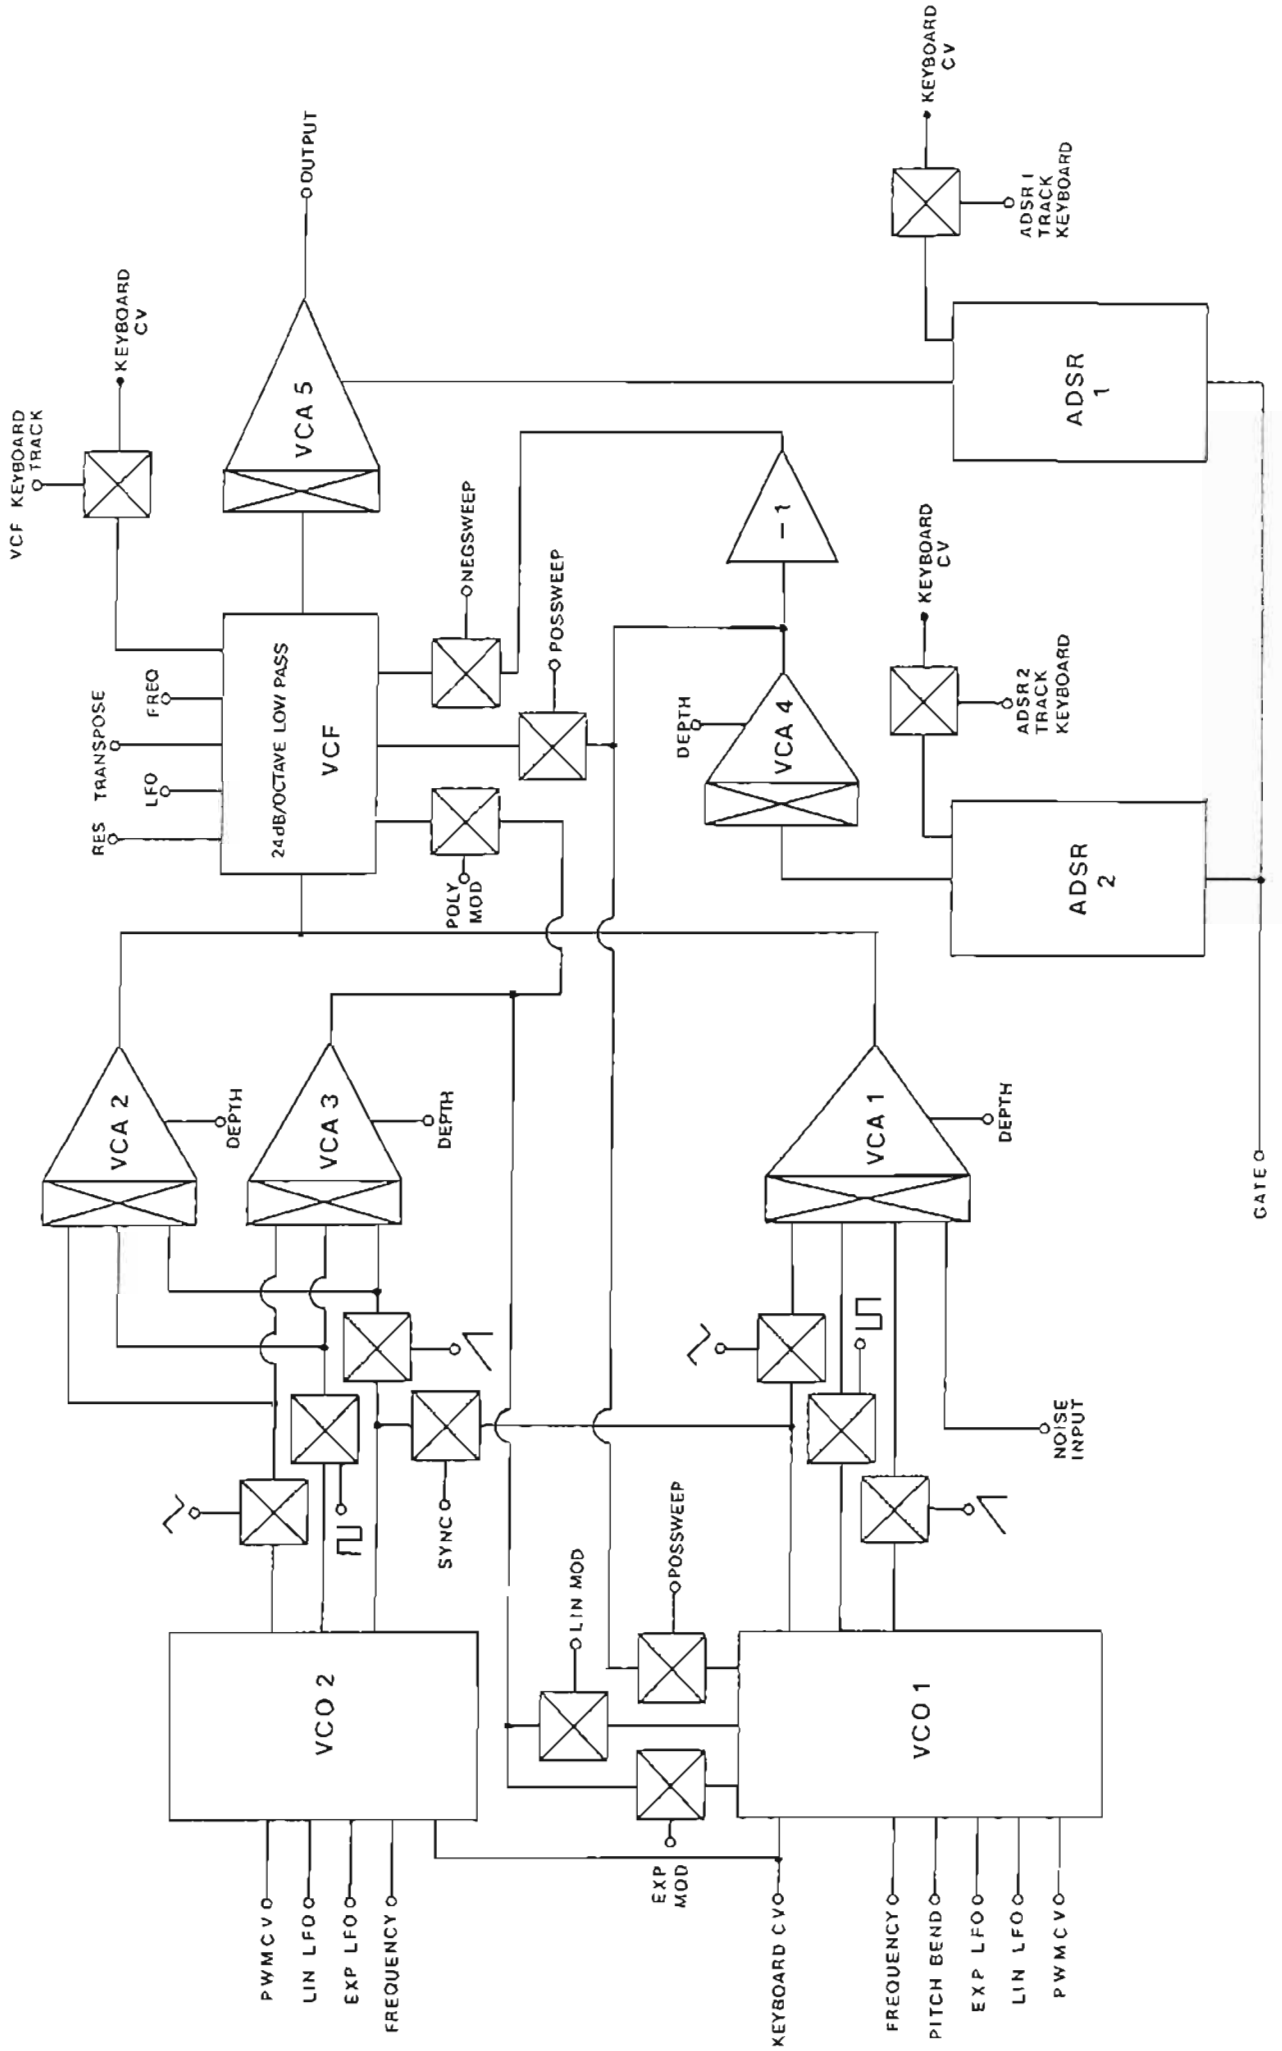 PWM CV
LIN LFO
EXP LFO
FREQUENCY
KEYBOARD CV
FREQUENCY
PITCH BEND
EXP LFO
LIN LFO
PWM CV
VCO 2
VCO 1
EXP
MOD
LIN MOD
POSSWEEP
SYNC
NOISE
INPUT
VCA 2
DEPTH
VCA 3
DEPTH
VCA 1
DEPTH
GATE
POLY
MOD
RES
LFO
TRANSPOSE
FREQ
24dB/OCTAVE LOW PASS
VCF
NEGSWEEP
POSSWEEP
VCF KEYBOARD
TRACK
KEYBOARD
CV
VCA 5
OUTPUT
DEPTH
VCA 4
–1
ADSR
2
ADSR 2
TRACK
KEYBOARD
KEYBOARD
CV
ADSR
1
ADSR 1
TRACK
KEYBOARD
KEYBOARD
CV